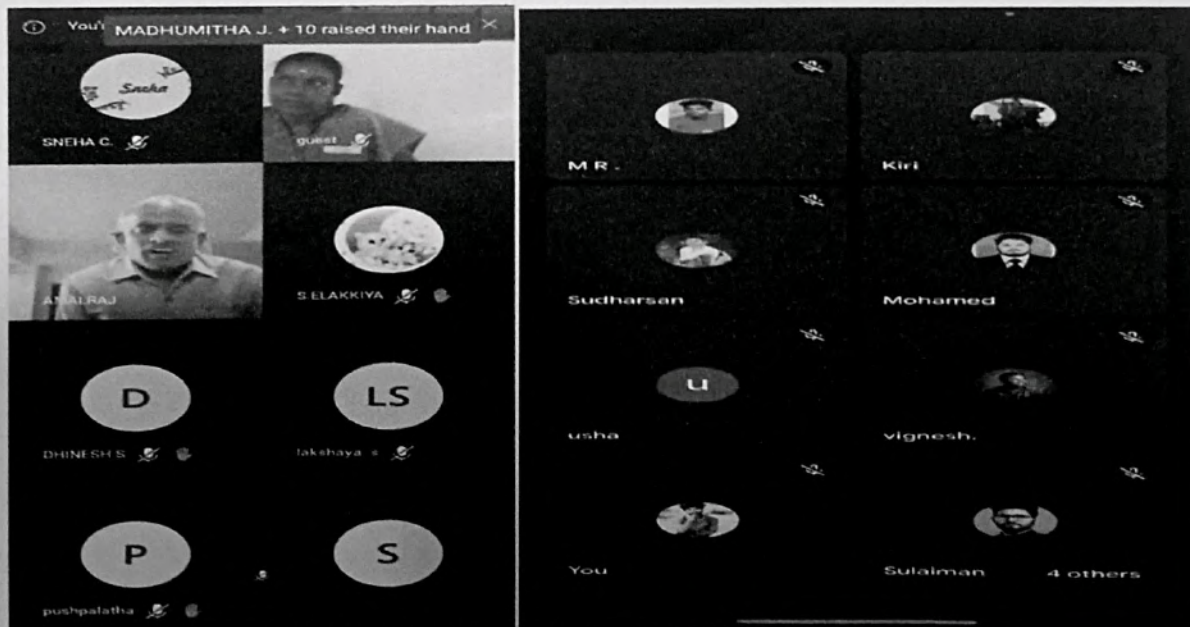 You'
MADHUMITHA J. + 10 raised their hand
Sneha
SNEHA C.
guest
AMALRAJ
S.ELAKKIYA
D
LS
DHINESH S
lakshaya s
P
S
pushpalatha
M R .
Kiri
Sudharsan
Mohamed
u
usha
vignesh.
You
Sulaiman
4 others